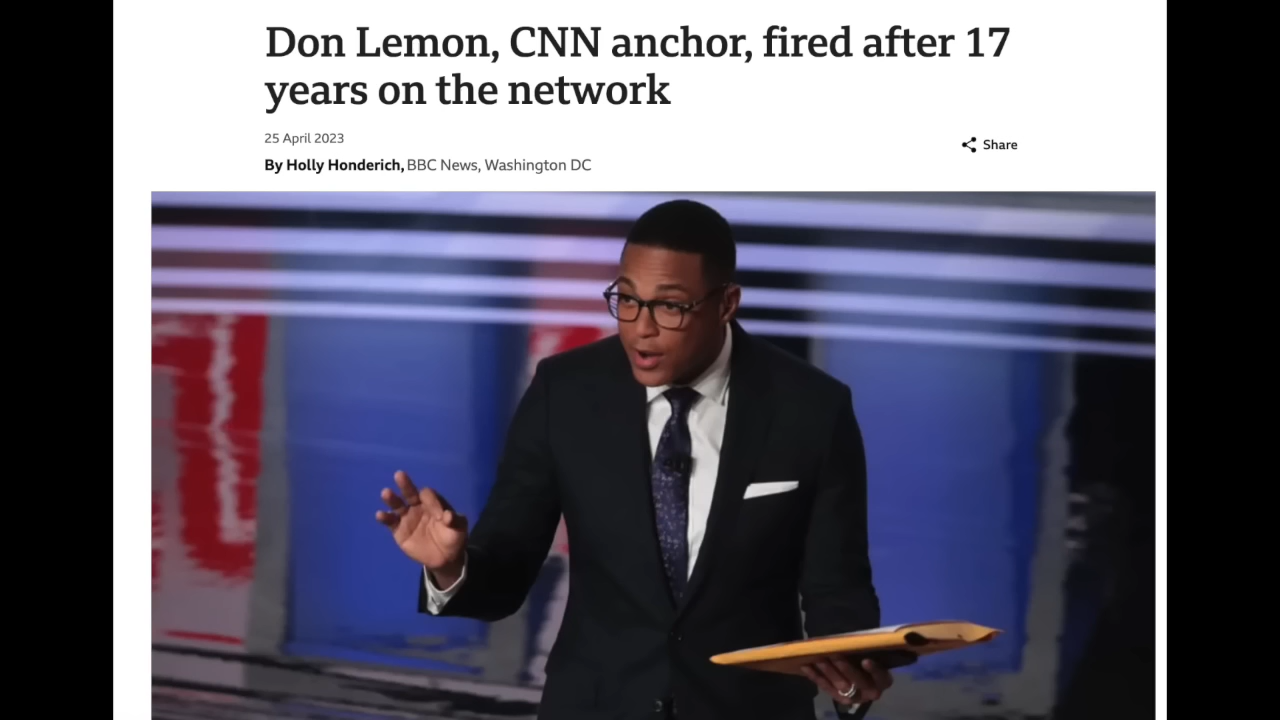 Don Lemon, CNN anchor, fired after 17
years on the network
25 April 2023
Share
By Holly Honderich, BBC News, Washington DC